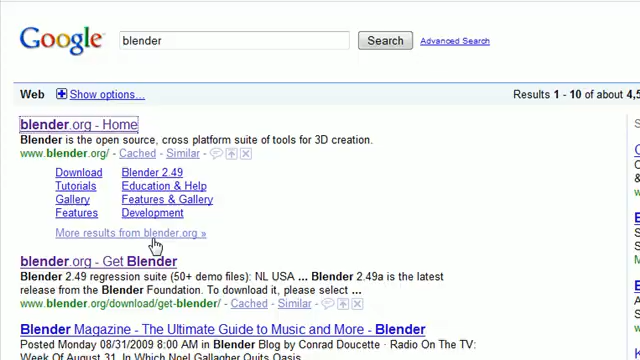 Google blender Search Advanced Search
Web Show options... Results 1 - 10 of about 4,5
blender.org - Home
Blender is the open source, cross platform suite of tools for 3D creation.
www.blender.org/ - Cached - Similar
Download Blender 2.49
Tutorials Education & Help
Gallery Features & Gallery
Features Development
More results from blender.org »
blender.org - Get Blender
Blender 2.49 regression suite (50+ demo files): NL USA ... Blender 2.49a is the latest
release from the Blender Foundation. To download it, please select ...
www.blender.org/download/get-blender/ - Cached - Similar
Blender Magazine - The Ultimate Guide to Music and More - Blender
Posted Monday 08/31/2009 8:00 AM in Blender Blog by Conrad Doucette · Radio On The TV:
Week Of August 31, In Which Noel Gallagher Quits Oasis.